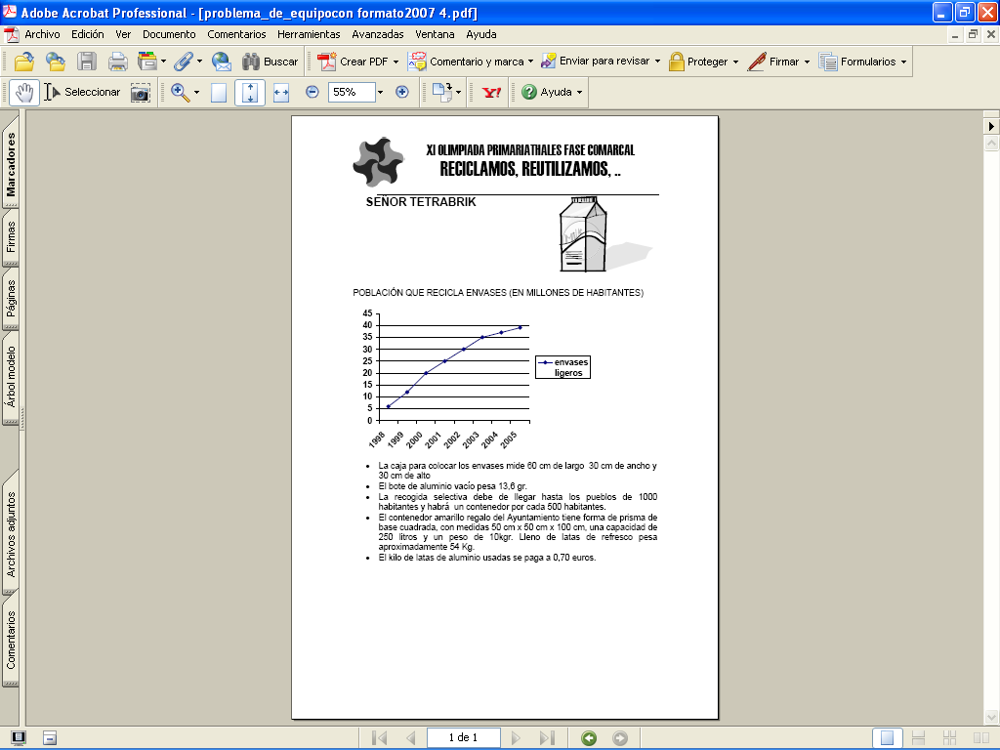 Adobe Acrobat Professional - [problema_de_equipocon formato2007 4.pdf]
Archivo Edición Ver Documento Comentarios Herramientas Avanzadas Ventana Ayuda
Buscar Crear PDF Comentario y marca Enviar para revisar Proteger Firmar Formularios
Seleccionar 55% Y! Ayuda
Marcadores
Firmas
Páginas
Árbol modelo
Archivos adjuntos
Comentarios
XI OLIMPIADA PRIMARIATHALES FASE COMARCAL
RECICLAMOS, REUTILIZAMOS, ..
SEÑOR TETRABRIK
Milk
POBLACIÓN QUE RECICLA ENVASES (EN MILLONES DE HABITANTES)
45
40
35
30
25
20
15
10
5
0
1998 1999 2000 2001 2002 2003 2004 2005
envases
ligeros
• La caja para colocar los envases mide 60 cm de largo 30 cm de ancho y
30 cm de alto
• El bote de aluminio vacío pesa 13,6 gr.
• La recogida selectiva debe de llegar hasta los pueblos de 1000
habitantes y habrá un contenedor por cada 500 habitantes.
• El contenedor amarillo regalo del Ayuntamiento tiene forma de prisma de
base cuadrada, con medidas 50 cm x 50 cm x 100 cm, una capacidad de
250 litros y un peso de 10kgr. Lleno de latas de refresco pesa
aproximadamente 54 Kg.
• El kilo de latas de aluminio usadas se paga a 0,70 euros.
1 de 1